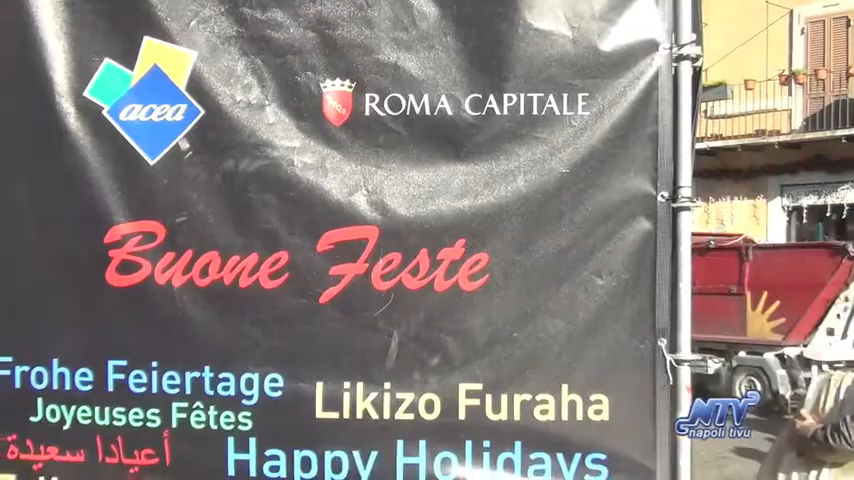 acea
ROMA CAPITALE
Buone Feste
Frohe Feiertage
Joyeuses Fêtes
Likizo Furaha
أعيادا سعيدة
Happy Holidays
NTV
napoli tivu